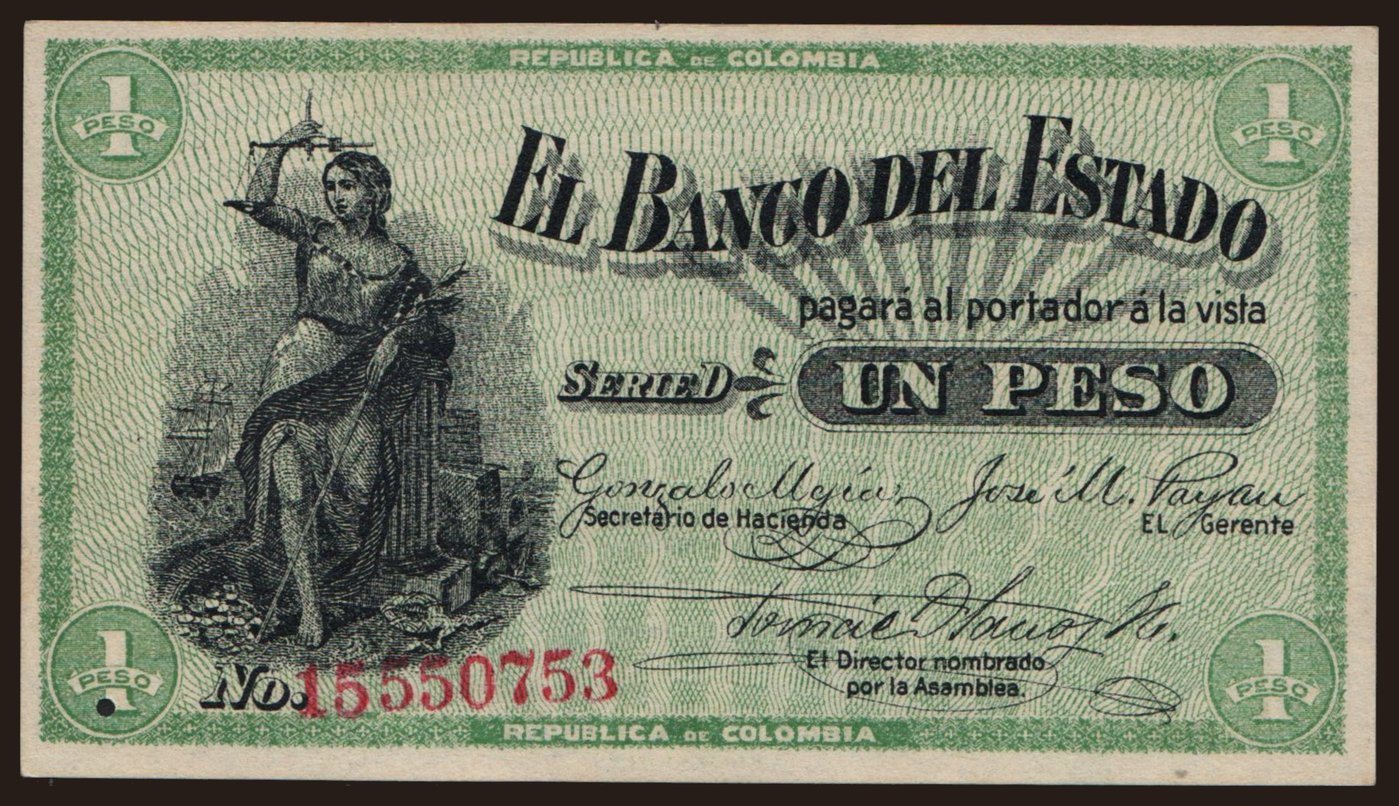 REPUBLICA DE COLOMBIA
1 PESO
1 PESO
EL BANCO DEL ESTADO
pagará al portador á la vista
SERIE D UN PESO
Gonzalo Mejía José M. Payan
Secretario de Hacienda EL Gerente
Tomás
El Director nombrado
por la Asamblea.
1 PESO
No. 15550753
1 PESO
REPUBLICA DE COLOMBIA